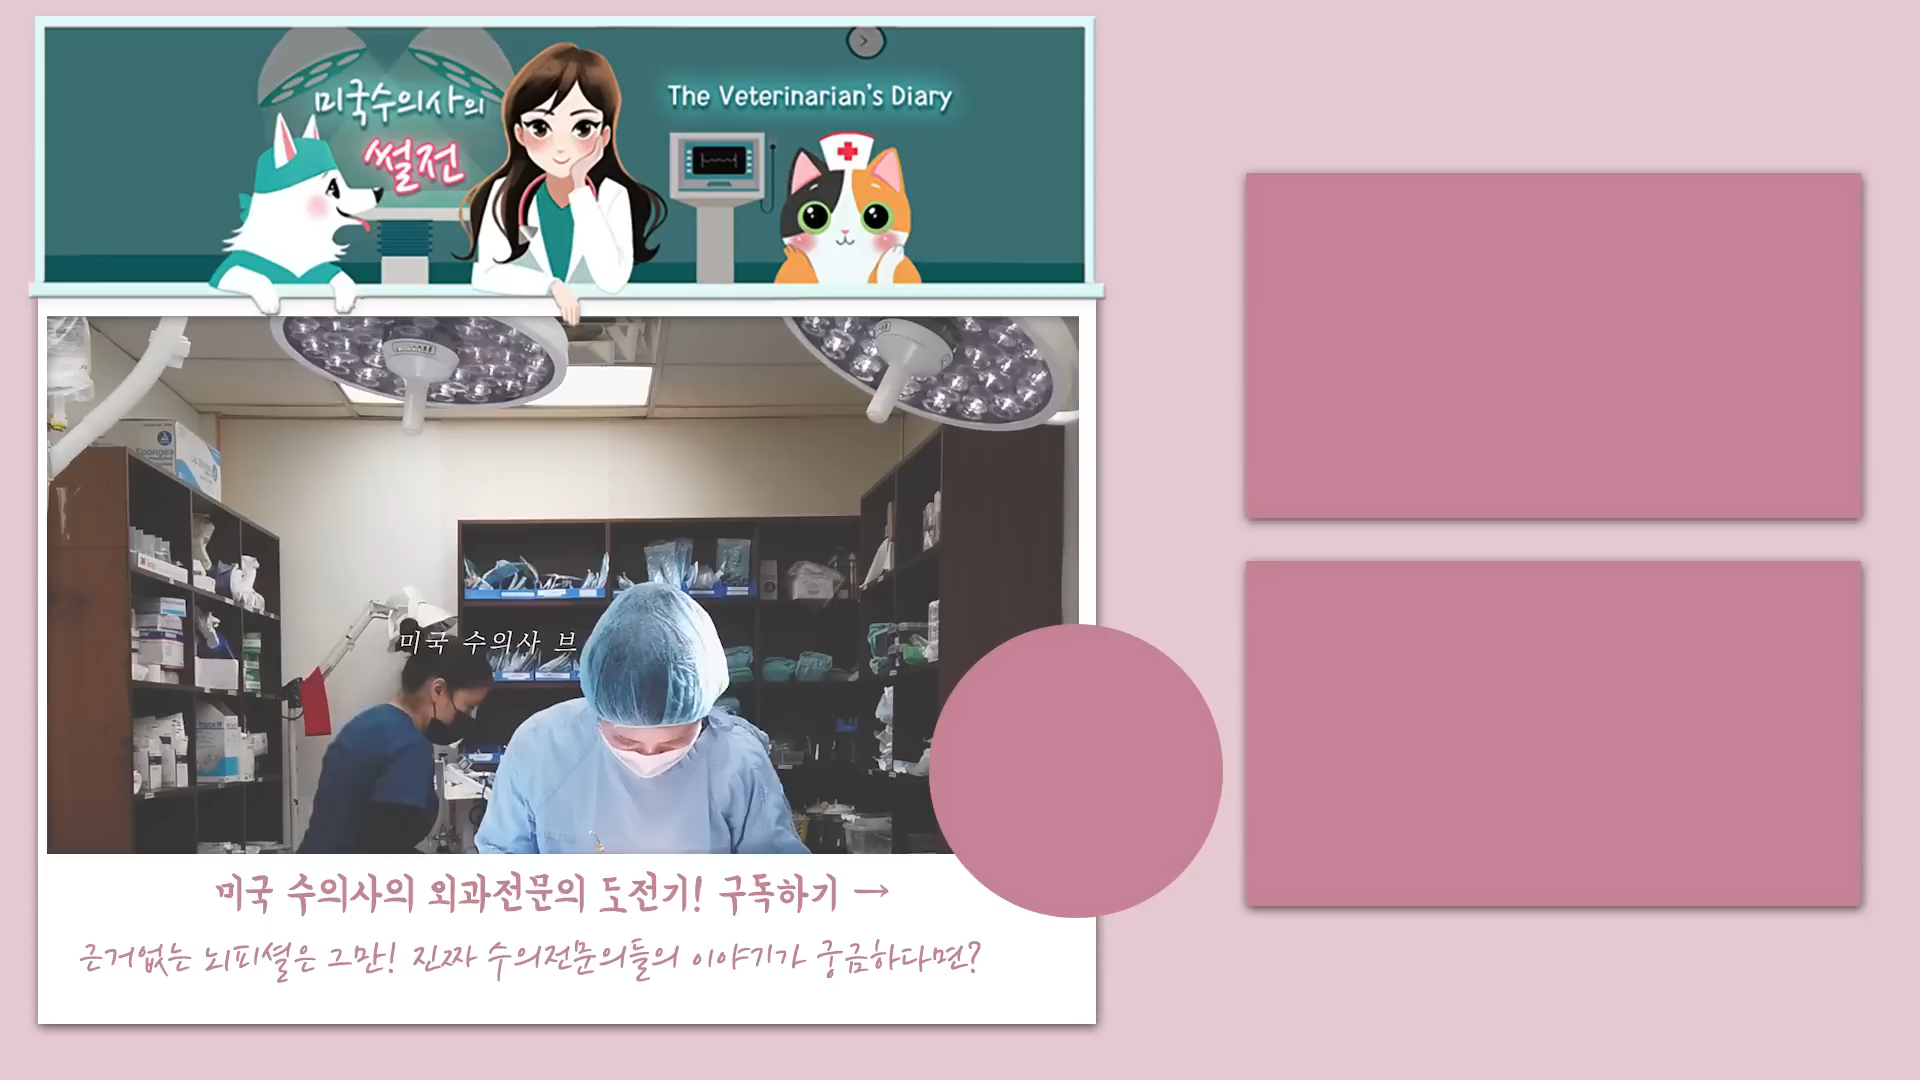 미국수의사의
썰전
The Veterinarian's Diary
Sponges
미국 수의사 브
미국 수의사의 외과전문의 도전기! 구독하기 →
근거없는 뇌피셜은 그만! 진짜 수의전문의들의 이야기가 궁금하다면?